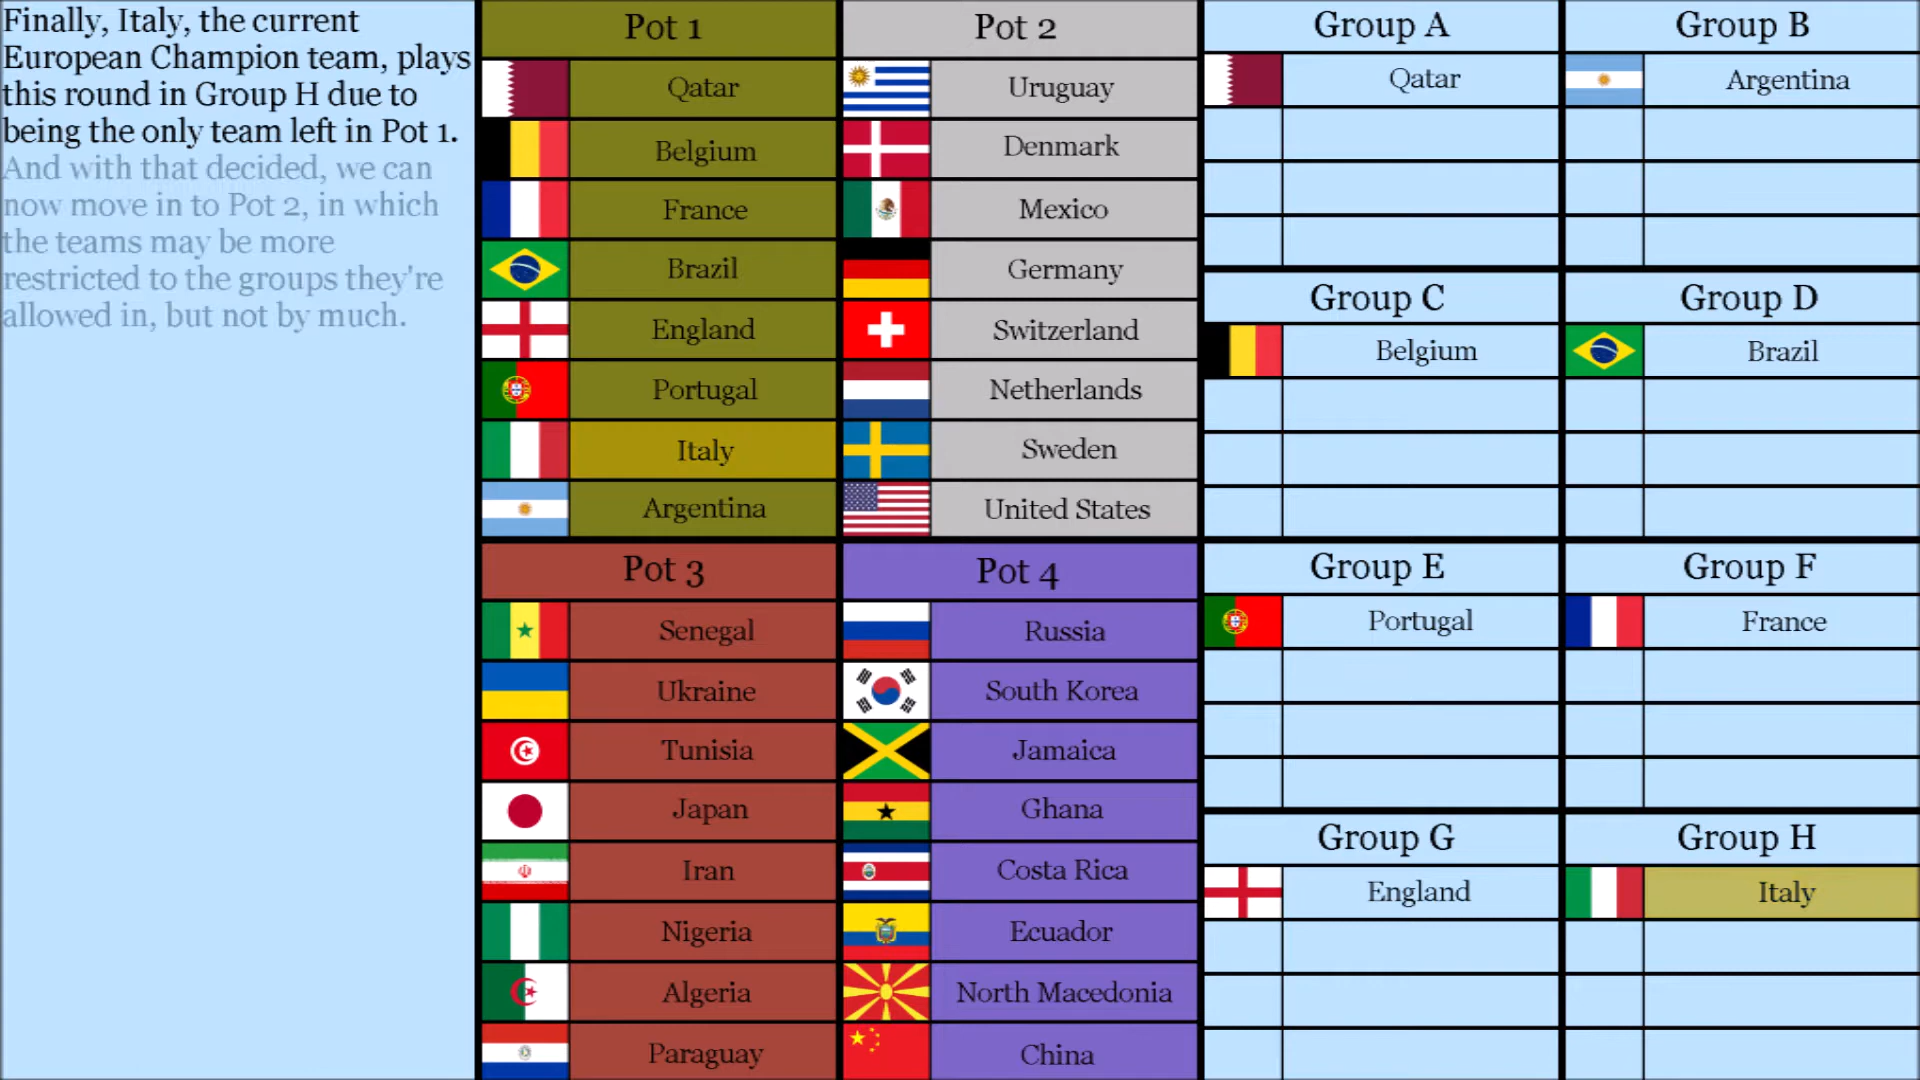 Finally, Italy, the current
European Champion team, plays
this round in Group H due to
being the only team left in Pot 1.
And with that decided, we can
now move in to Pot 2, in which
the teams may be more
restricted to the groups they're
allowed in, but not by much.
Pot 1
Qatar
Belgium
France
Brazil
England
Portugal
Italy
Argentina
Pot 2
Uruguay
Denmark
Mexico
Germany
Switzerland
Netherlands
Sweden
United States
Pot 3
Senegal
Ukraine
Tunisia
Japan
Iran
Nigeria
Algeria
Paraguay
Pot 4
Russia
South Korea
Jamaica
Ghana
Costa Rica
Ecuador
North Macedonia
China
Group A
Qatar
Group B
Argentina
Group C
Belgium
Group D
Brazil
Group E
Portugal
Group F
France
Group G
England
Group H
Italy